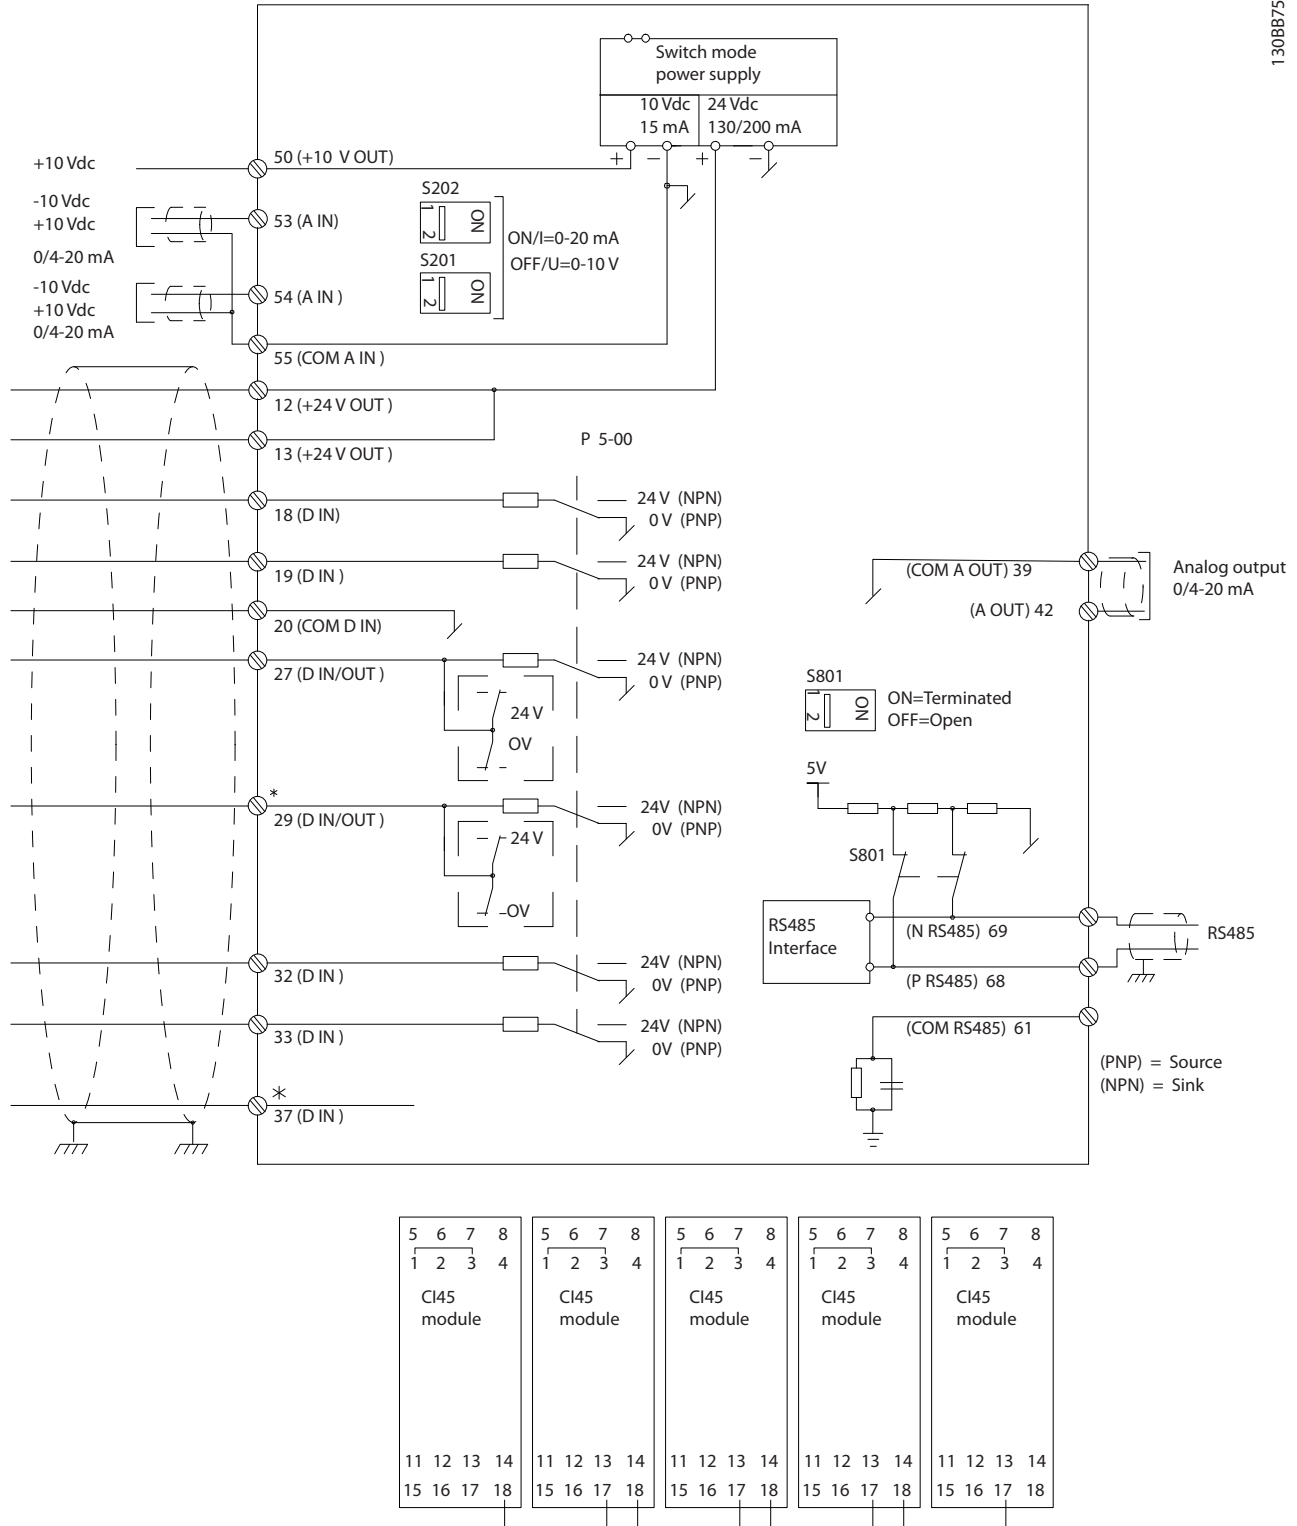 130BB75
Switch mode
power supply
10 Vdc
15 mA
24 Vdc
130/200 mA
+ − + −
+10 Vdc
50 (+10 V OUT)
-10 Vdc
+10 Vdc
0/4-20 mA
53 (A IN)
S202
1 2 ON
ON/I=0-20 mA
OFF/U=0-10 V
S201
1 2 ON
-10 Vdc
+10 Vdc
0/4-20 mA
54 (A IN )
55 (COM A IN )
12 (+24 V OUT )
13 (+24 V OUT )
P 5-00
18 (D IN)
24 V (NPN)
0 V (PNP)
19 (D IN )
24 V (NPN)
0 V (PNP)
20 (COM D IN)
27 (D IN/OUT )
24 V (NPN)
0 V (PNP)
24 V
OV
*
29 (D IN/OUT )
24V (NPN)
0V (PNP)
24 V
OV
32 (D IN )
24V (NPN)
0V (PNP)
33 (D IN )
24V (NPN)
0V (PNP)
*
37 (D IN )
(COM A OUT) 39
(A OUT) 42
Analog output
0/4-20 mA
S801
1 2 ON
ON=Terminated
OFF=Open
5V
S801
RS485
Interface
(N RS485) 69
(P RS485) 68
RS485
(COM RS485) 61
(PNP) = Source
(NPN) = Sink
5 6 7 8
1 2 3 4
CI45
module
11 12 13 14
15 16 17 18
5 6 7 8
1 2 3 4
CI45
module
11 12 13 14
15 16 17 18
5 6 7 8
1 2 3 4
CI45
module
11 12 13 14
15 16 17 18
5 6 7 8
1 2 3 4
CI45
module
11 12 13 14
15 16 17 18
5 6 7 8
1 2 3 4
CI45
module
11 12 13 14
15 16 17 18